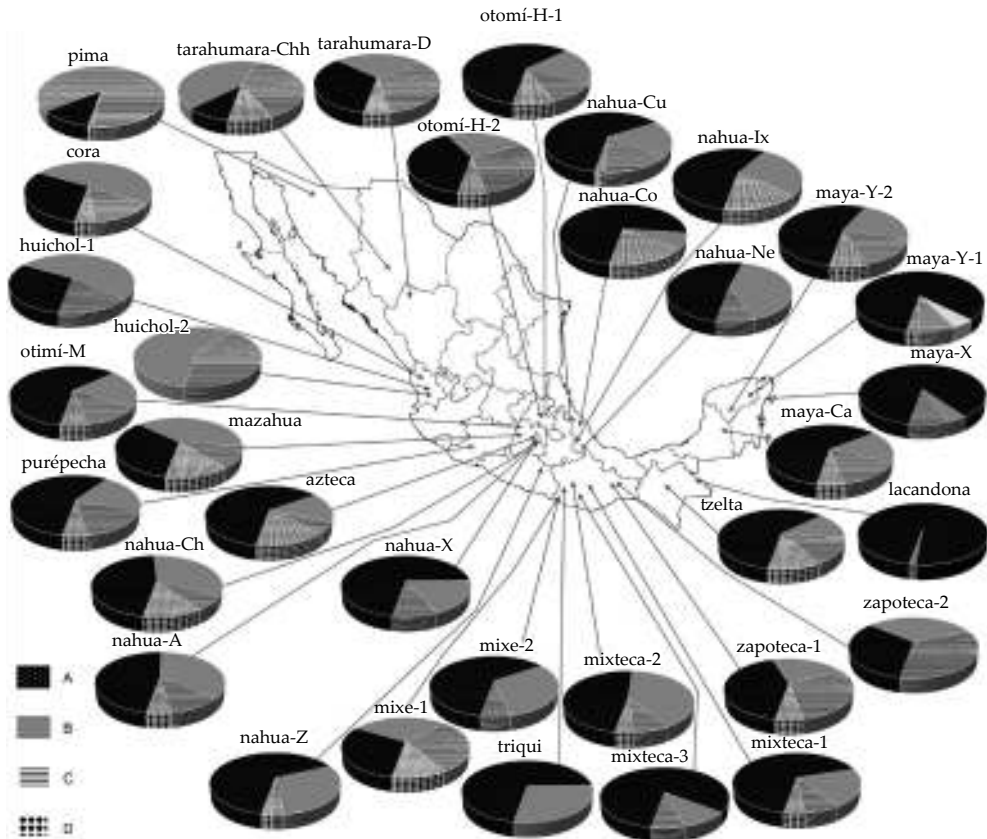 otomí-H-1
pima
tarahumara-Chh
tarahumara-D
nahua-Cu
otomí-H-2
nahua-Ix
cora
nahua-Co
maya-Y-2
huichol-1
nahua-Ne
maya-Y-1
huichol-2
otimí-M
maya-X
mazahua
maya-Ca
purépecha
azteca
tzelta
lacandona
nahua-Ch
nahua-X
zapoteca-2
nahua-A
mixe-2
mixteca-2
zapoteca-1
A
B
mixe-1
nahua-Z
triqui
mixteca-3
mixteca-1
C
D